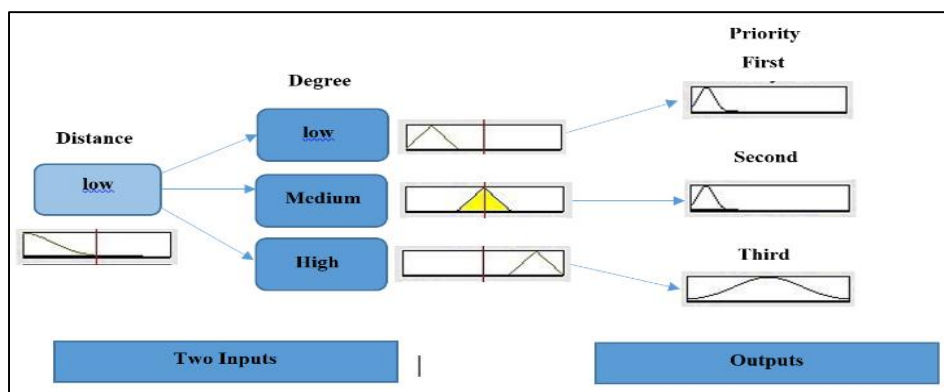 Priority
First
Degree
low
Distance
low
Second
Medium
High
Third
Two Inputs
Outputs